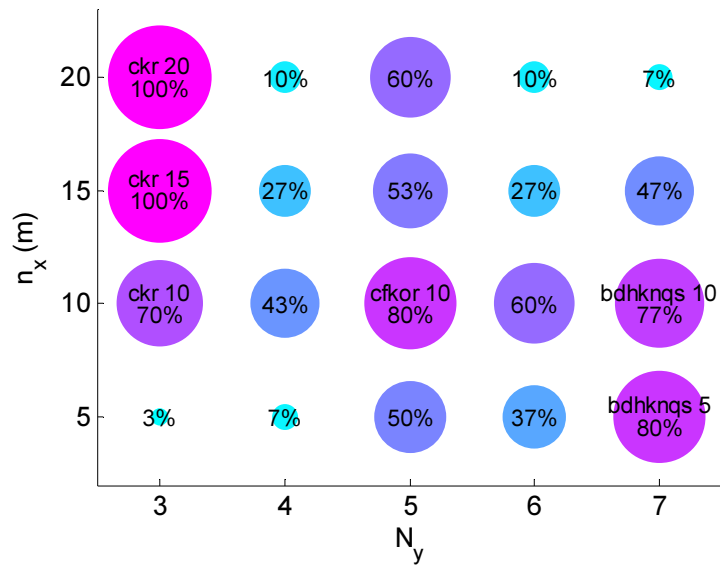 ckr 20
100%
10%
60%
10%
7%
20
ckr 15
100%
27%
53%
27%
47%
15
ckr 10
70%
43%
cfkor 10
80%
60%
bdhknqs 10
77%
10
3%
7%
50%
37%
bdhknqs 5
80%
5
n_x (m)
3 4 5 6 7
N_y